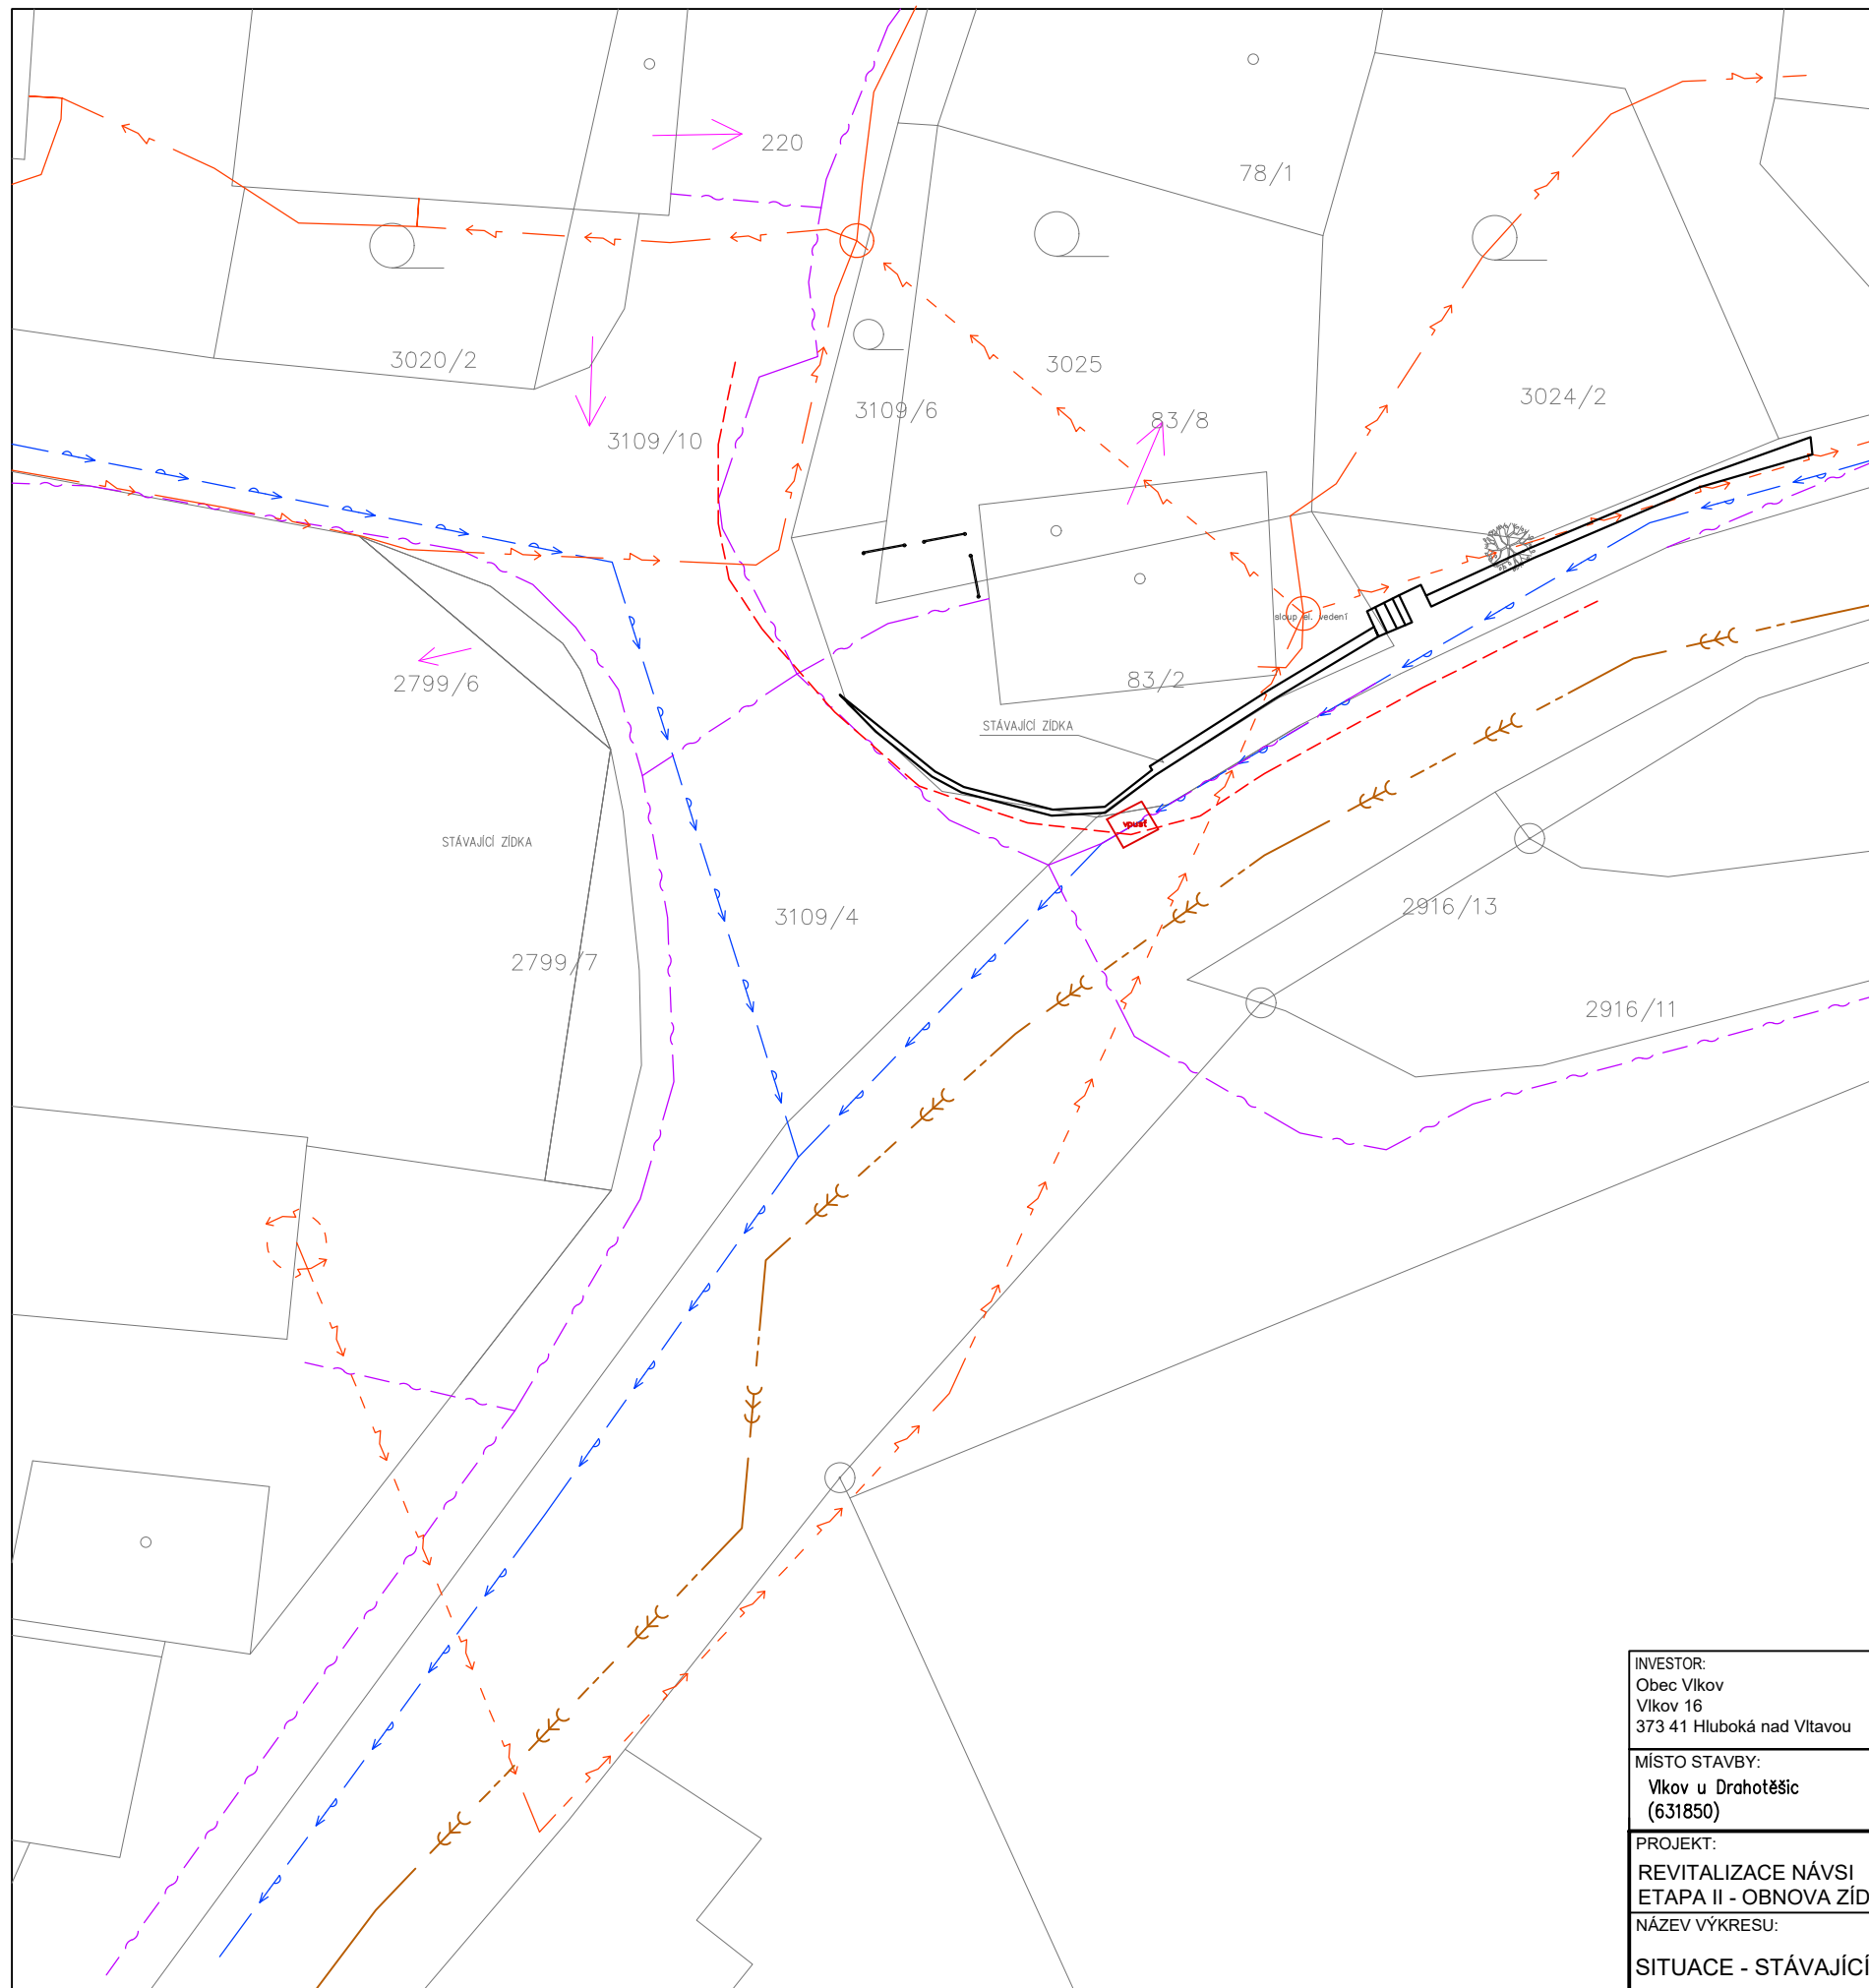 220
78/1
3020/2
3025
3024/2
3109/6
83/8
3109/10
sloup el. vedení
2799/6
83/2
STÁVAJÍCÍ ZÍDKA
vpusť
STÁVAJÍCÍ ZÍDKA
2916/13
3109/4
2799/7
2916/11
INVESTOR:
Obec Vlkov
Vlkov 16
373 41 Hluboká nad Vltavou
MÍSTO STAVBY:
Vlkov u Drahotěšic
(631850)
PROJEKT:
REVITALIZACE NÁVSI
ETAPA II - OBNOVA ZÍD
NÁZEV VÝKRESU:
SITUACE - STÁVAJÍCÍ